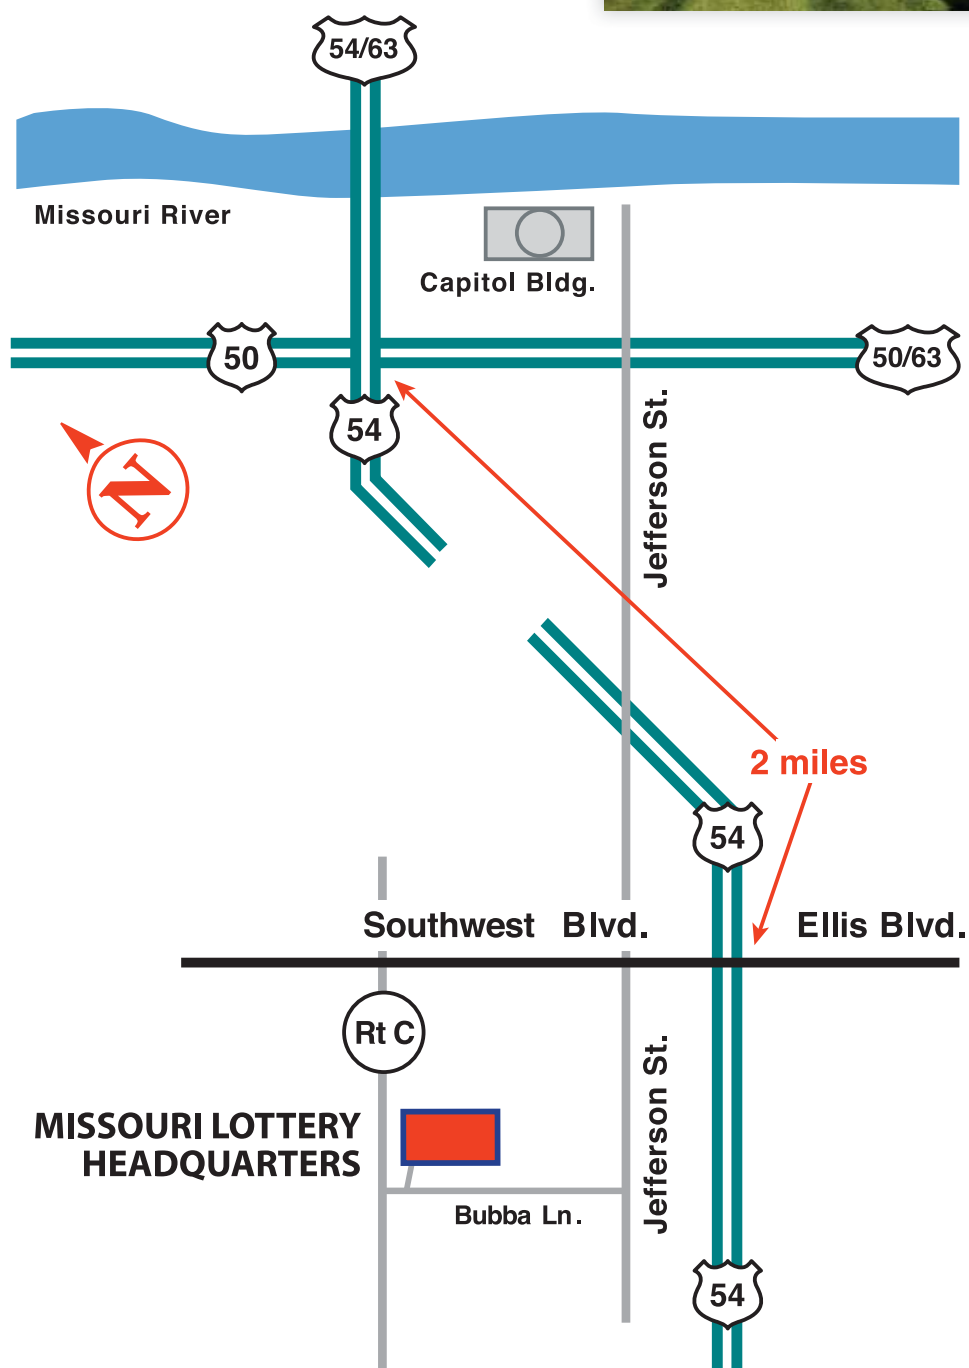 54/63
Missouri River
Capitol Bldg.
50
50/63
54
Jefferson St.
N
2 miles
54
Southwest Blvd.
Ellis Blvd.
Rt C
Jefferson St.
MISSOURI LOTTERY
HEADQUARTERS
Bubba Ln.
54